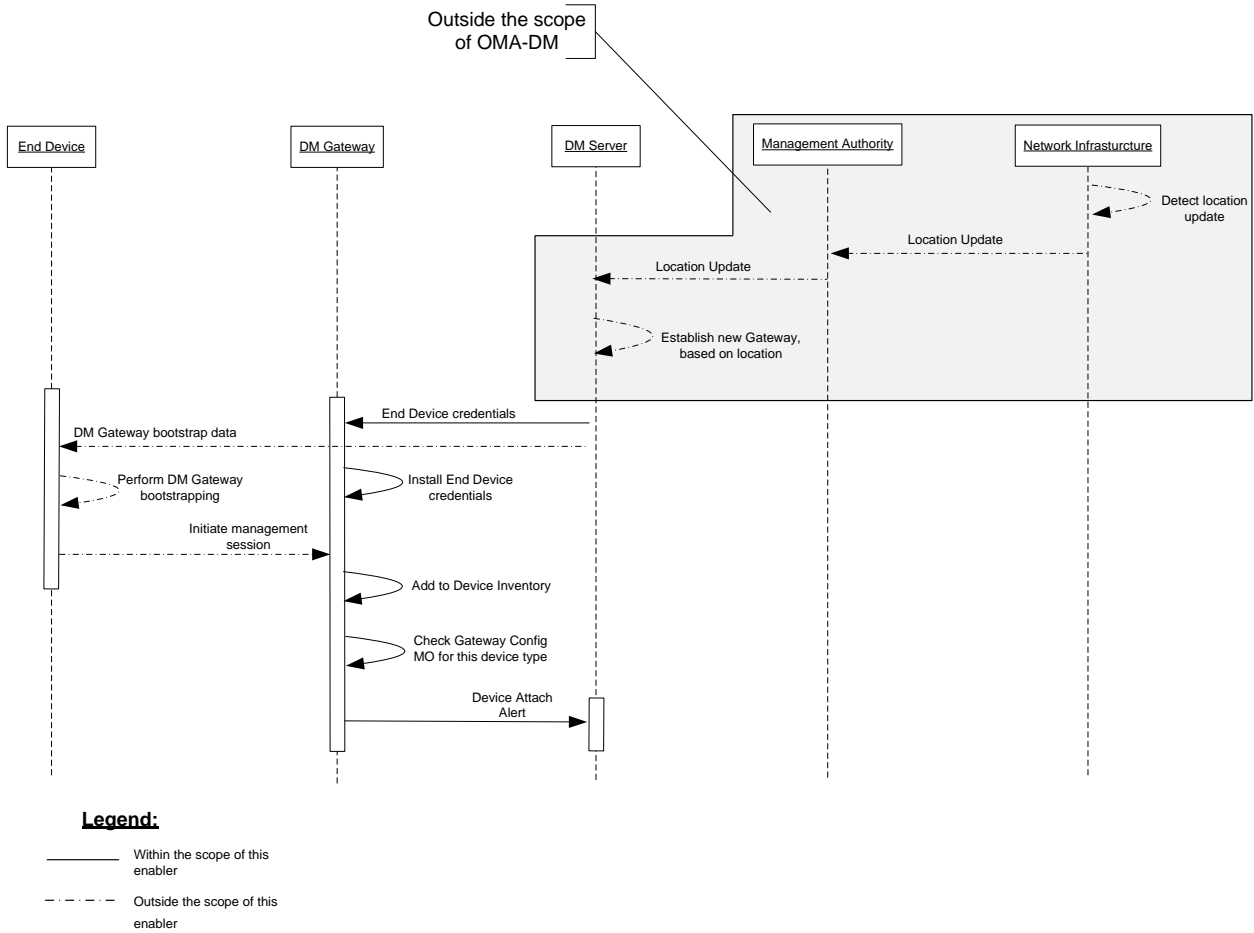 Outside the scope
of OMA-DM
End Device
DM Gateway
DM Server
Management Authority
Network Infrasturcture
Detect location
update
Location Update
Location Update
Establish new Gateway,
based on location
End Device credentials
DM Gateway bootstrap data
Perform DM Gateway
bootstrapping
Install End Device
credentials
Initiate management
session
Add to Device Inventory
Check Gateway Config
MO for this device type
Device Attach
Alert
Legend:
Within the scope of this
enabler
Outside the scope of this
enabler